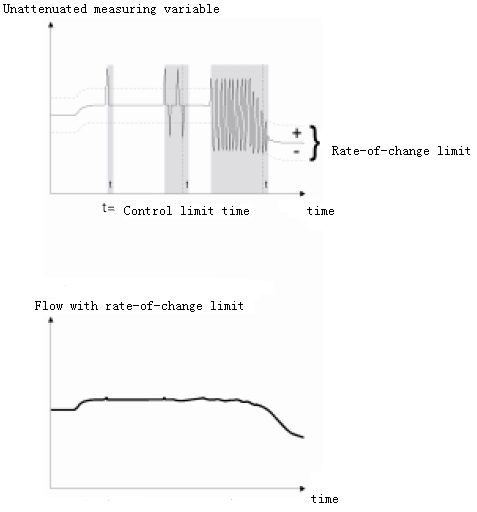 Unattenuated measuring variable
+
-
}
Rate-of-change limit
t
t
t
t= Control limit time
time
Flow with rate-of-change limit
time